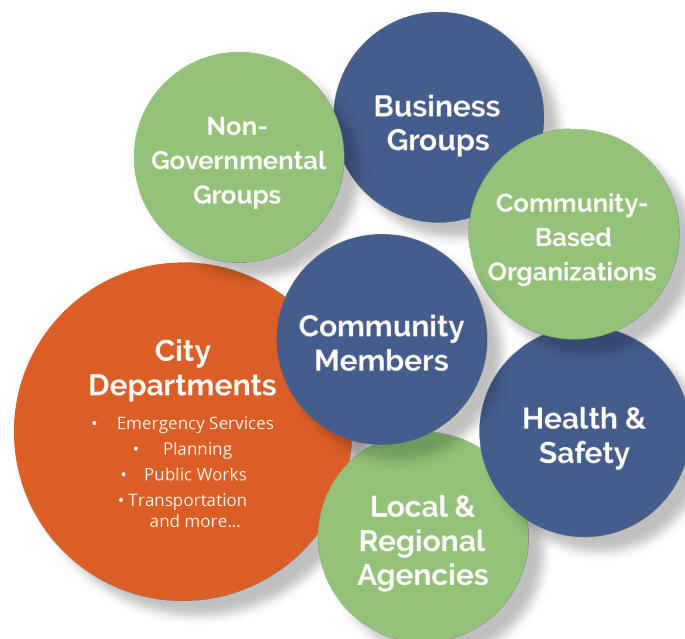 Business
Groups
Non-
Governmental
Groups
Community-
Based
Organizations
Community
Members
City
Departments
• Emergency Services
• Planning
• Public Works
• Transportation
and more...
Health &
Safety
Local &
Regional
Agencies